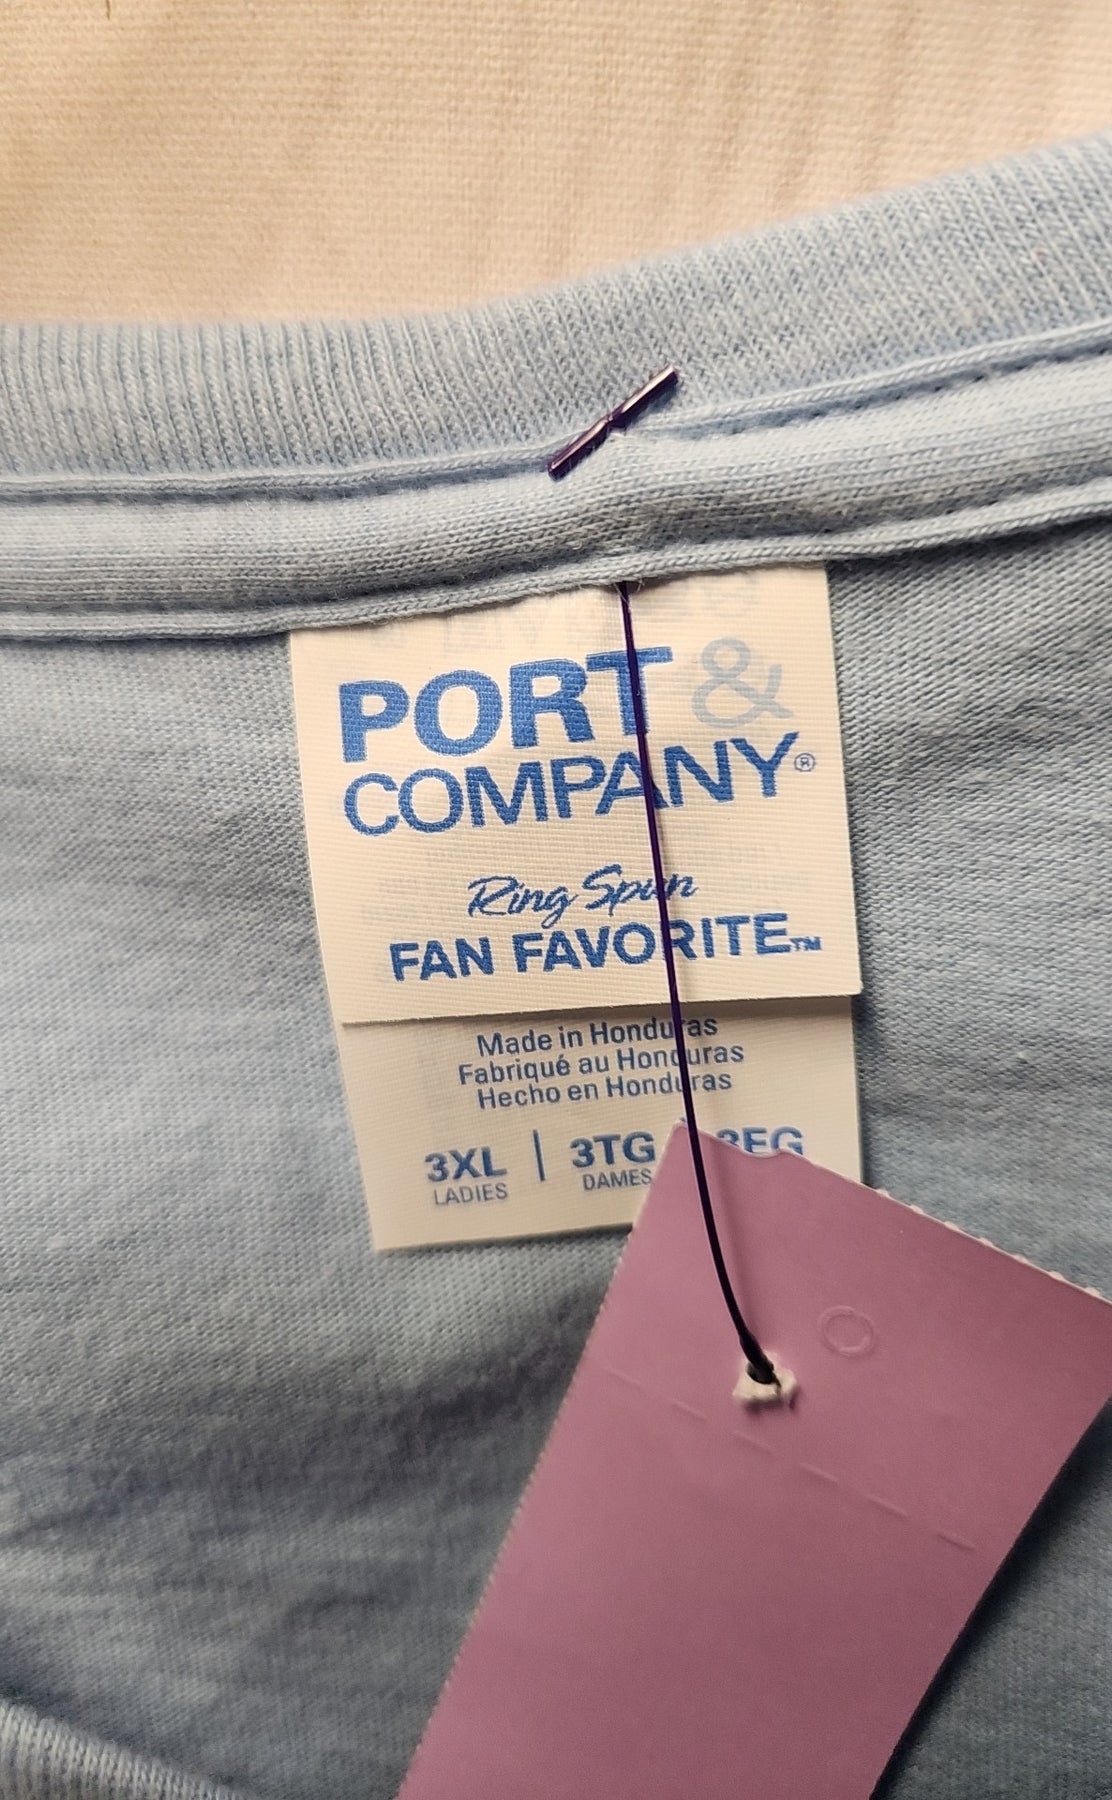 PORT &
COMPANY®
Ring Spun
FAN FAVORITE™
Made in Honduras
Fabriqué au Honduras
Hecho en Honduras
3XL | 3TG | 3EG
LADIES DAMES